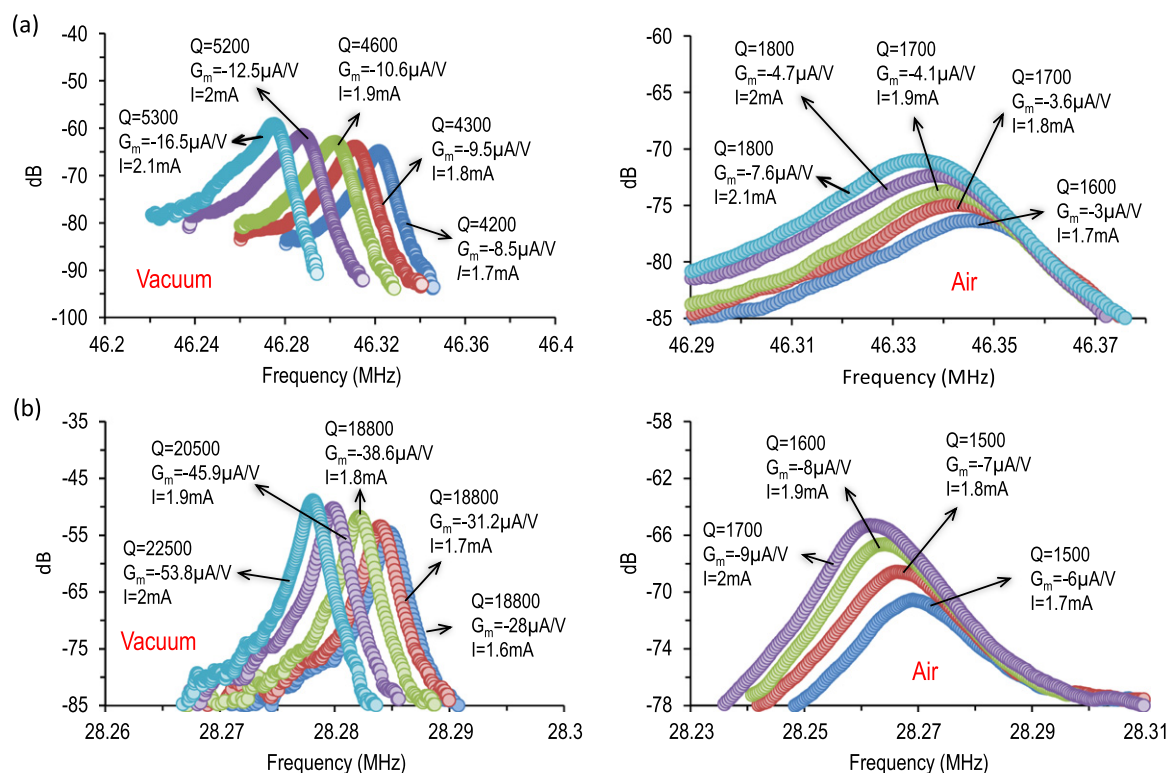 (a)
-40
-50
-60
-70
-80
-90
-100
dB
Q=5200
Gₘ=-12.5µA/V
I=2mA
Q=4600
Gₘ=-10.6µA/V
I=1.9mA
Q=5300
Gₘ=-16.5µA/V
I=2.1mA
Q=4300
Gₘ=-9.5µA/V
I=1.8mA
Q=4200
Gₘ=-8.5µA/V
I=1.7mA
Vacuum
46.2 46.24 46.28 46.32 46.36 46.4
Frequency (MHz)
-60
-65
-70
-75
-80
-85
dB
Q=1800
Gₘ=-4.7µA/V
I=2mA
Q=1700
Gₘ=-4.1µA/V
I=1.9mA
Q=1700
Gₘ=-3.6µA/V
I=1.8mA
Q=1800
Gₘ=-7.6µA/V
I=2.1mA
Q=1600
Gₘ=-3µA/V
I=1.7mA
Air
46.29 46.31 46.33 46.35 46.37
Frequency (MHz)
(b)
-35
-45
-55
-65
-75
-85
dB
Q=20500
Gₘ=-45.9µA/V
I=1.9mA
Q=18800
Gₘ=-38.6µA/V
I=1.8mA
Q=18800
Gₘ=-31.2µA/V
I=1.7mA
Q=22500
Gₘ=-53.8µA/V
I=2mA
Q=18800
Gₘ=-28µA/V
I=1.6mA
Vacuum
28.26 28.27 28.28 28.29 28.3
Frequency (MHz)
-58
-62
-66
-70
-74
-78
dB
Q=1600
Gₘ=-8µA/V
I=1.9mA
Q=1500
Gₘ=-7µA/V
I=1.8mA
Q=1700
Gₘ=-9µA/V
I=2mA
Q=1500
Gₘ=-6µA/V
I=1.7mA
Air
28.23 28.25 28.27 28.29 28.31
Frequency (MHz)